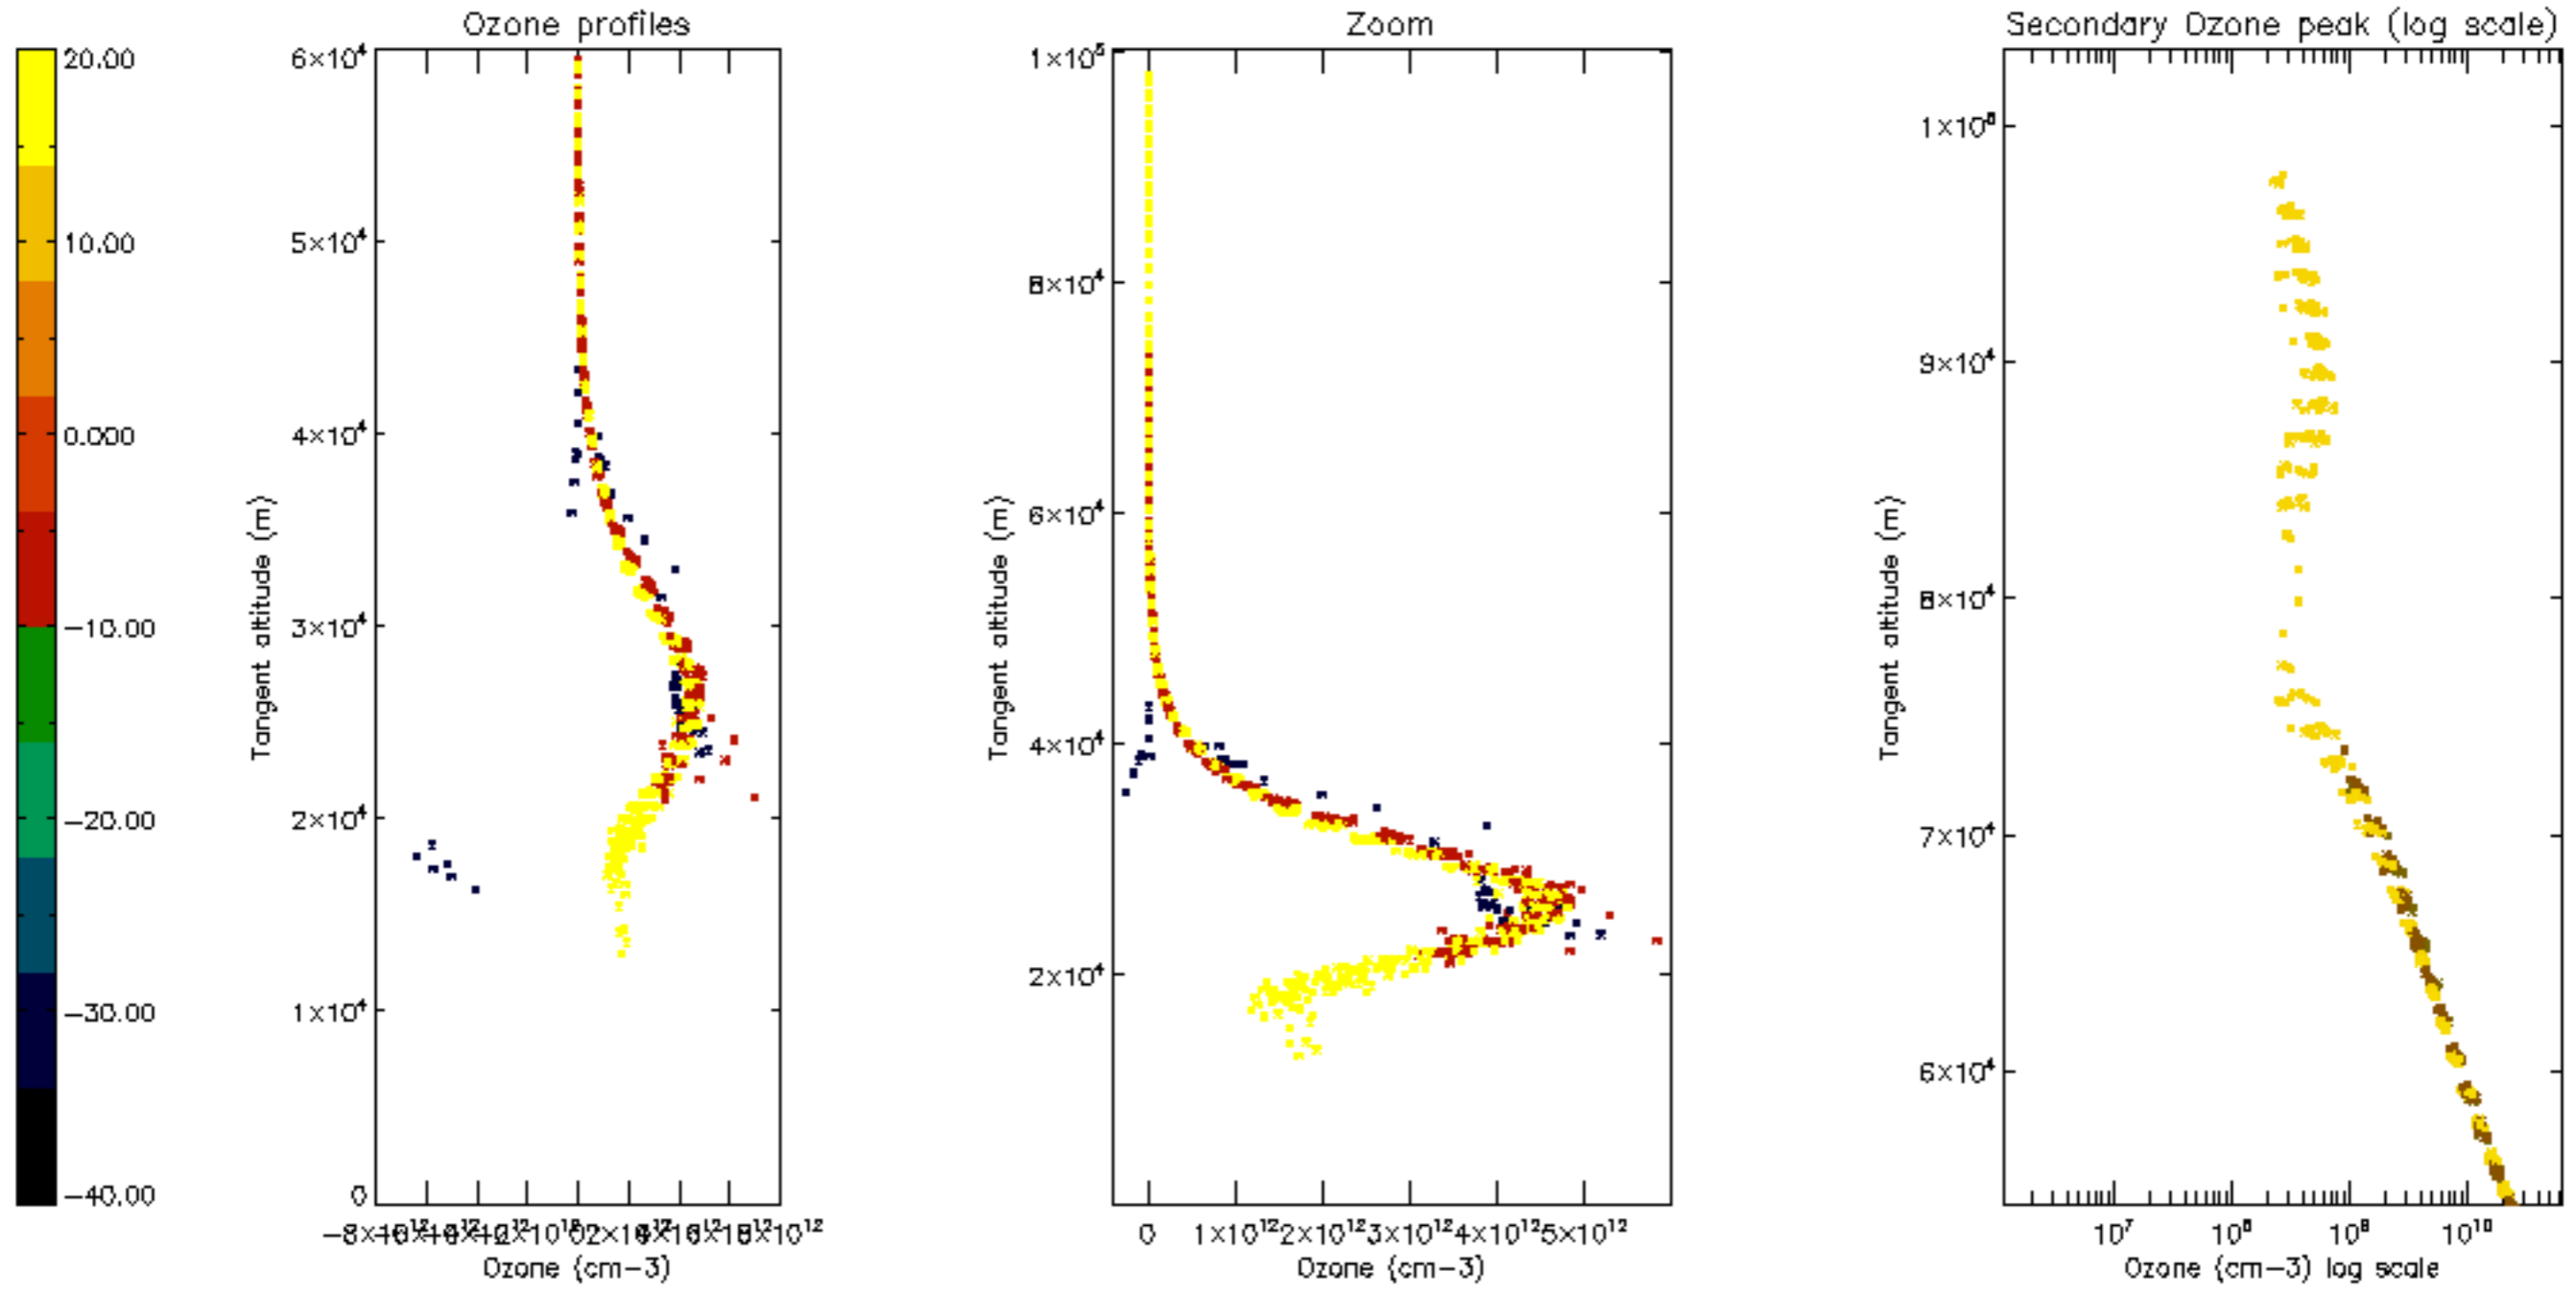 Ozone profiles
Zoom
Secondary Ozone peak (log scale)
20.00
10.00
0.000
-10.00
-20.00
-30.00
-40.00
6×10⁴
5×10⁴
4×10⁴
3×10⁴
2×10⁴
1×10⁴
0
Tangent altitude (m)
Ozone (cm-3)
1×10⁵
8×10⁴
6×10⁴
4×10⁴
2×10⁴
Tangent altitude (m)
0 1×10¹² 2×10¹² 3×10¹² 4×10¹² 5×10¹²
Ozone (cm-3)
1×10⁵
9×10⁴
8×10⁴
7×10⁴
6×10⁴
Tangent altitude (m)
10⁷ 10⁸ 10⁹ 10¹⁰
Ozone (cm-3) log scale